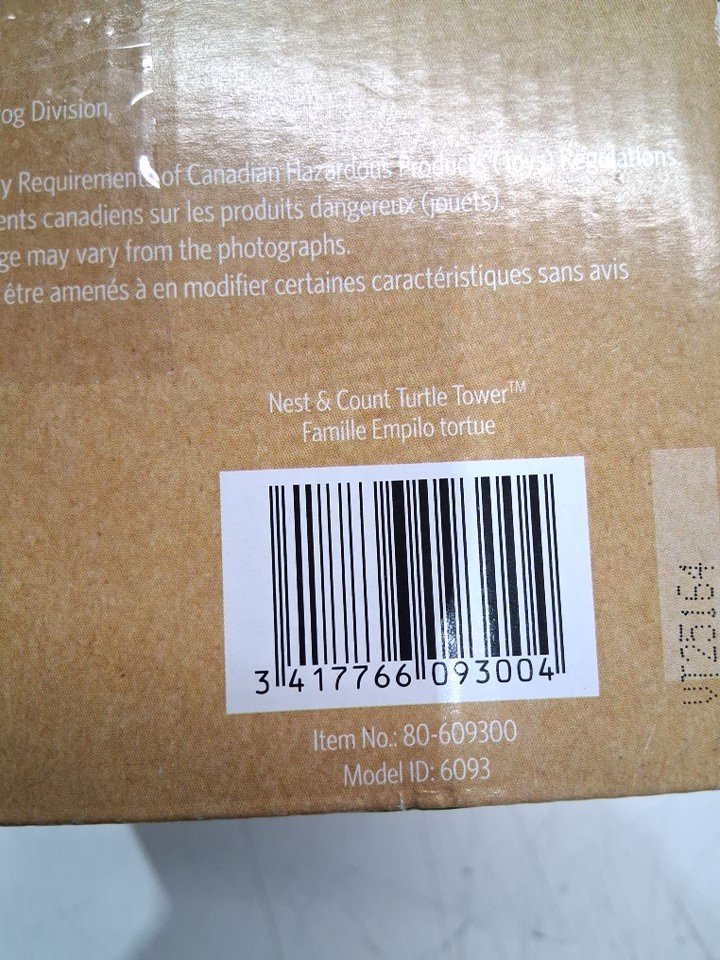 og Division,
y Requirements of Canadian Hazardous Products (Toys) Regulations.
ents canadiens sur les produits dangereux (jouets).
ge may vary from the photographs.
être amenés à en modifier certaines caractéristiques sans avis
Nest & Count Turtle Tower™
Famille Empilo tortue
3 417766 093004
Item No.: 80-609300
Model ID: 6093
VT25164